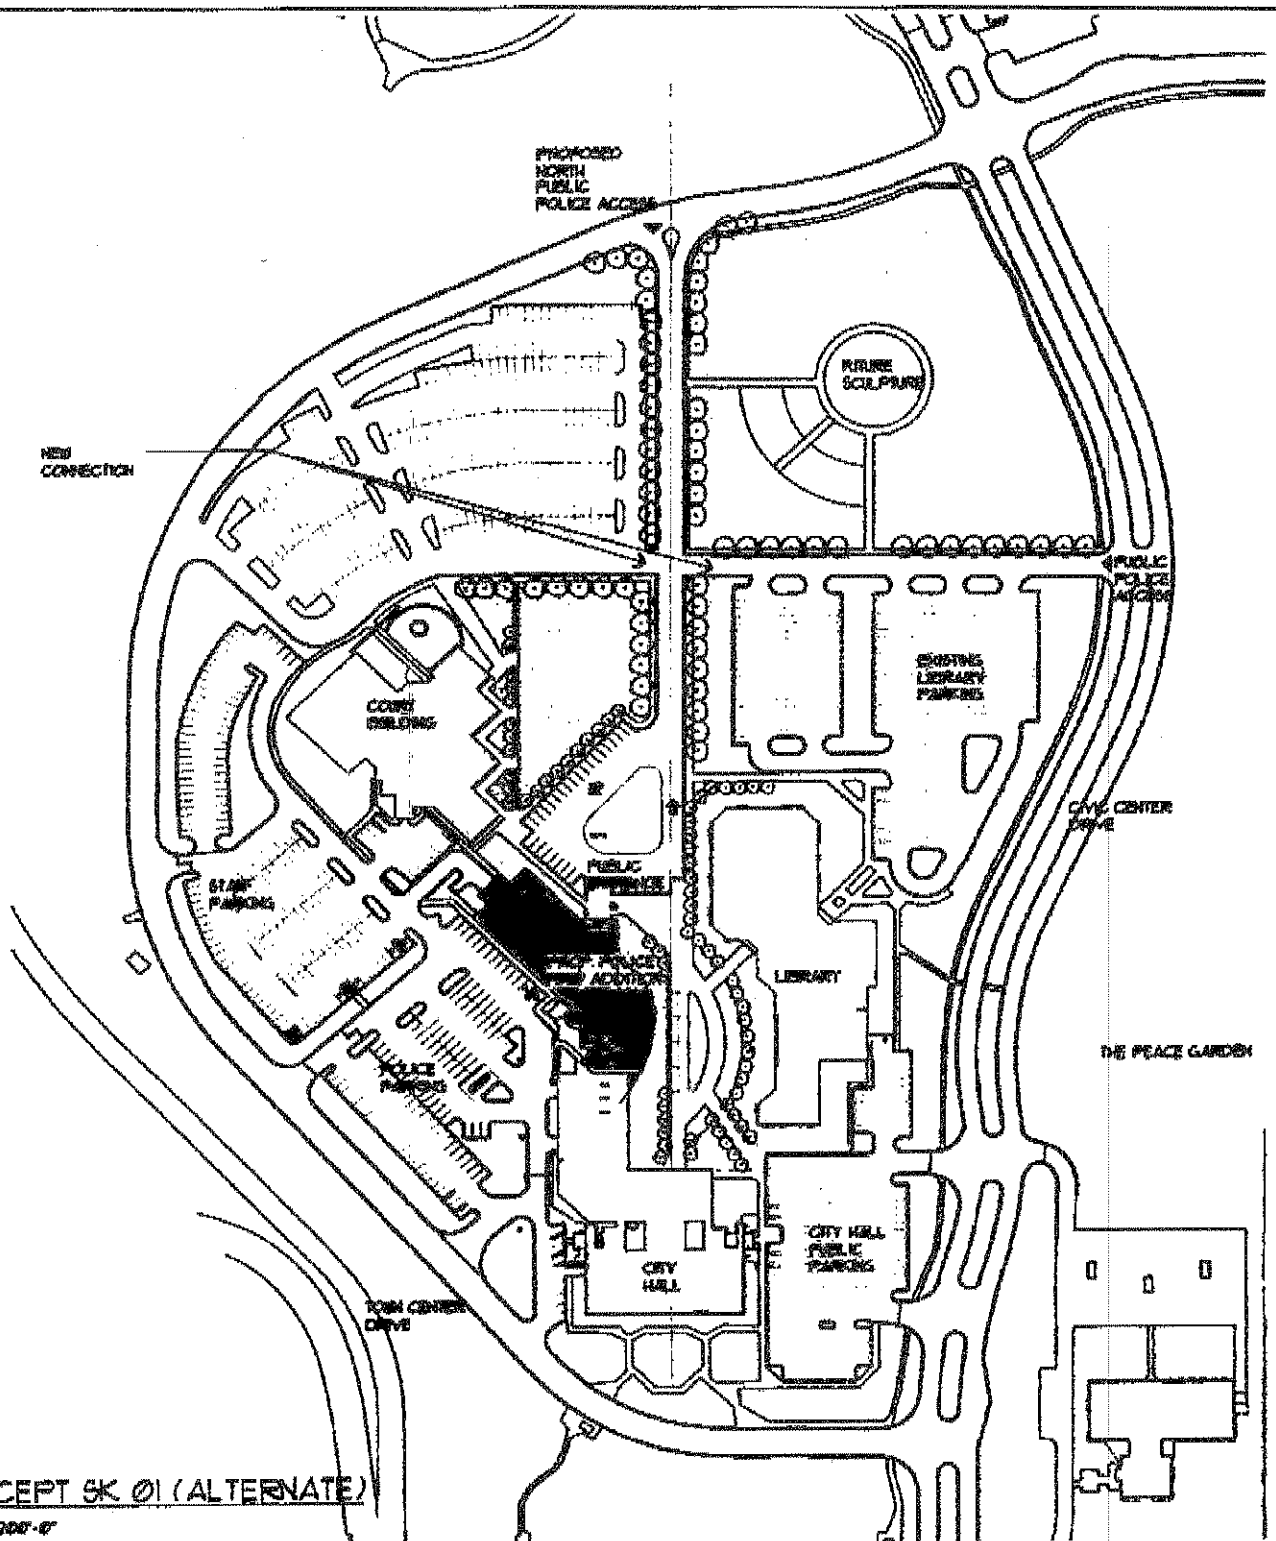 PROPOSED
NORTH
PUBLIC
POLICE ACCESS
FUTURE
SCULPTURE
NEW
CONNECTION
PUBLIC
POLICE
ACCESS
EXISTING
LIBRARY
PARKING
COURT
BUILDING
CIVIC CENTER
DRIVE
PUBLIC
ENTRANCE
STAFF
PARKING
PROP. POLICE
ADDITION
LIBRARY
THE PEACE GARDEN
POLICE
PARKING
CITY HALL
PUBLIC
PARKING
CITY
HALL
TOWN CENTER
DRIVE
CEPT SK 01 (ALTERNATE)